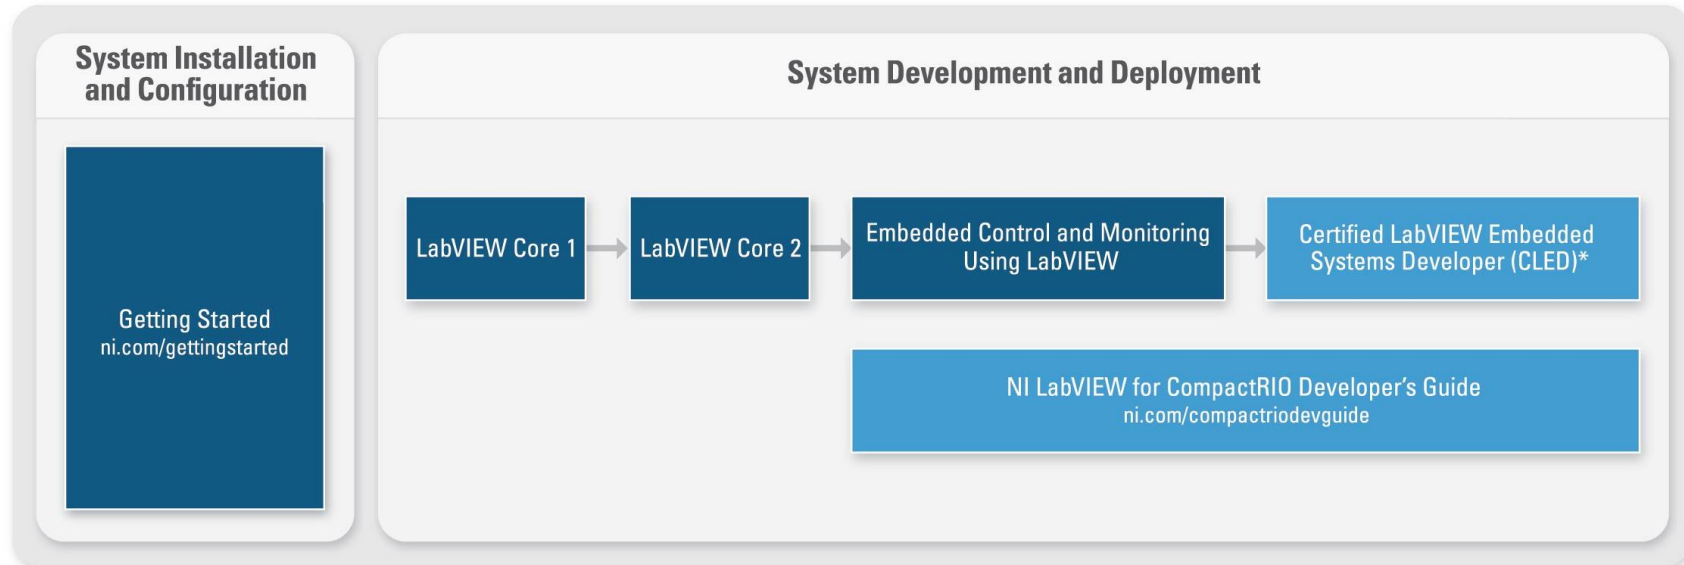 System Installation
and Configuration
Getting Started
ni.com/gettingstarted
System Development and Deployment
LabVIEW Core 1
LabVIEW Core 2
Embedded Control and Monitoring
Using LabVIEW
Certified LabVIEW Embedded
Systems Developer (CLED)*
NI LabVIEW for CompactRIO Developer's Guide
ni.com/compactriodevguide